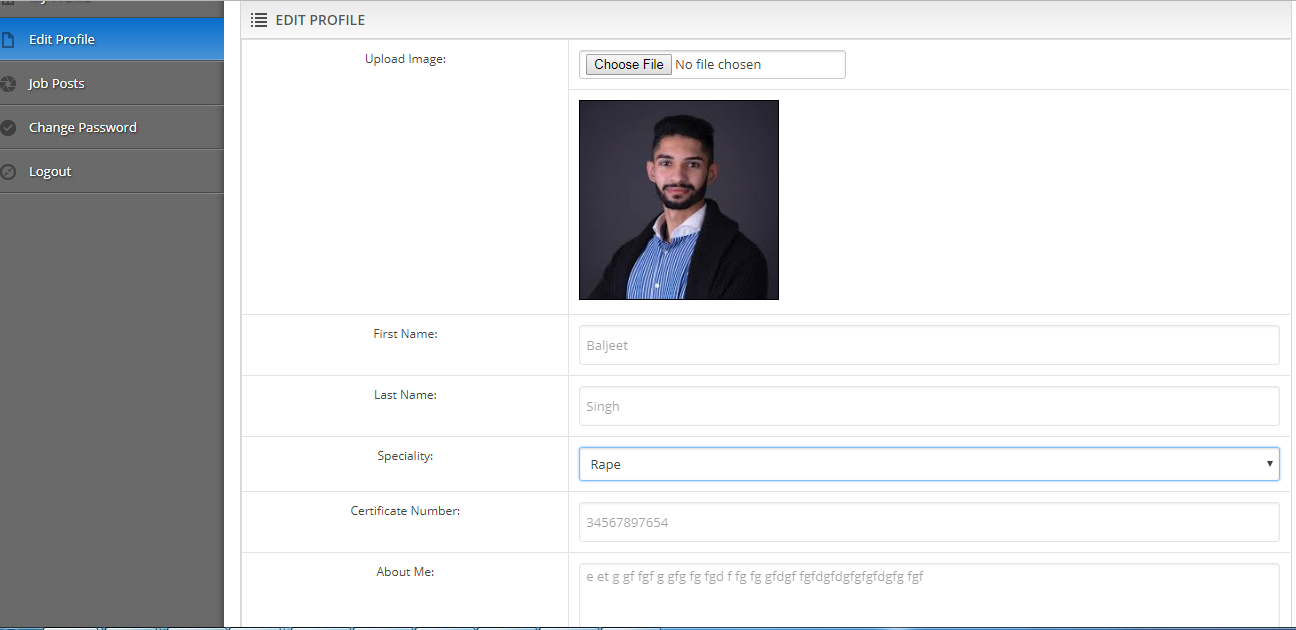 EDIT PROFILE
Edit Profile
Job Posts
Change Password
Logout
Upload Image:
Choose File No file chosen
First Name:
Baljeet
Last Name:
Singh
Speciality:
Rape
Certificate Number:
34567897654
About Me:
e et g gf fgf g gfg fg fgd f fg fg gfdgf fgfdgfdgfgfgfdgfg fgf